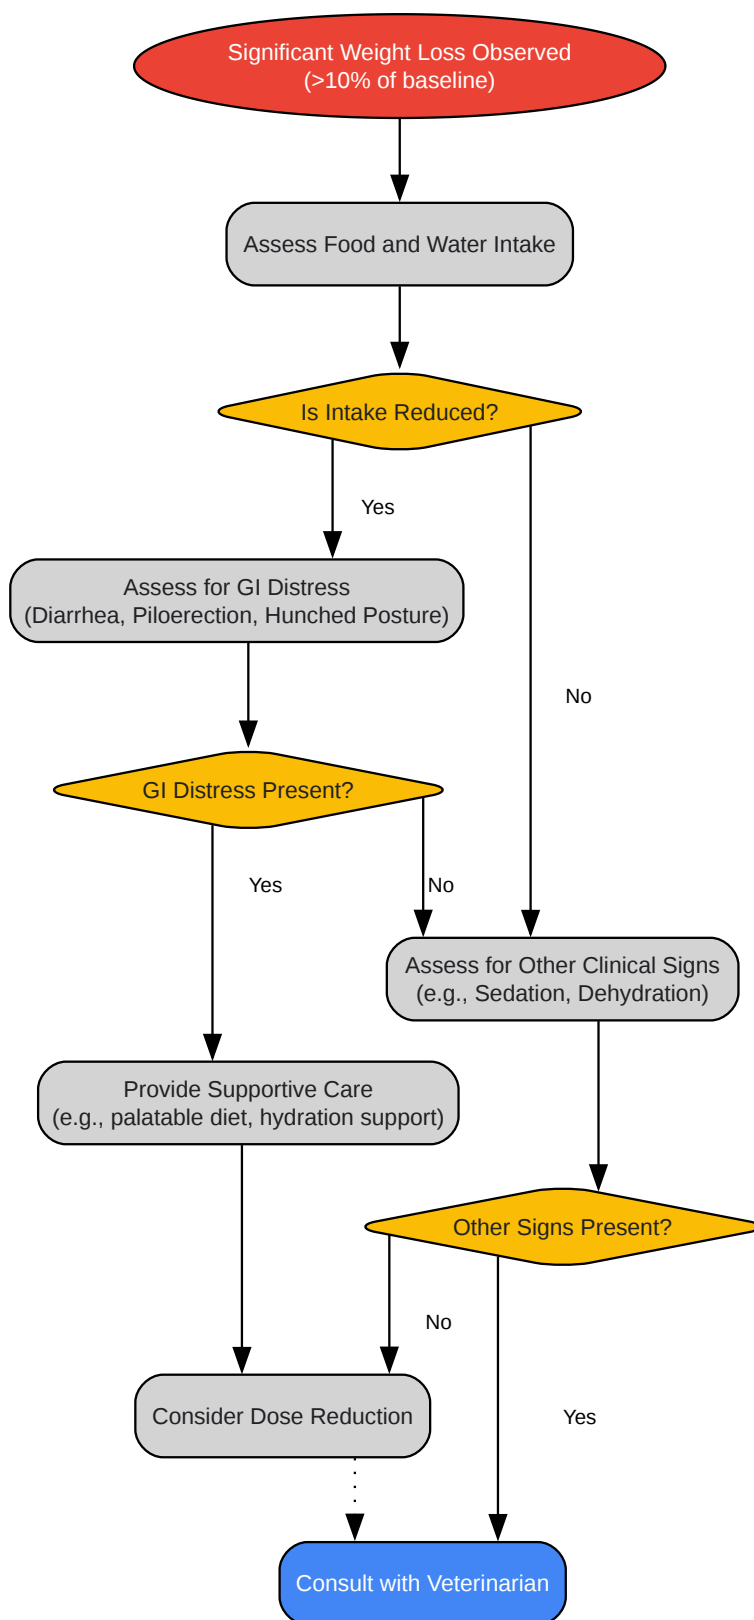 Significant Weight Loss Observed
(>10% of baseline)
Assess Food and Water Intake
Is Intake Reduced?
Yes
Assess for GI Distress
(Diarrhea, Piloerection, Hunched Posture)
No
GI Distress Present?
Yes
No
Assess for Other Clinical Signs
(e.g., Sedation, Dehydration)
Provide Supportive Care
(e.g., palatable diet, hydration support)
Other Signs Present?
No
Consider Dose Reduction
Yes
Consult with Veterinarian